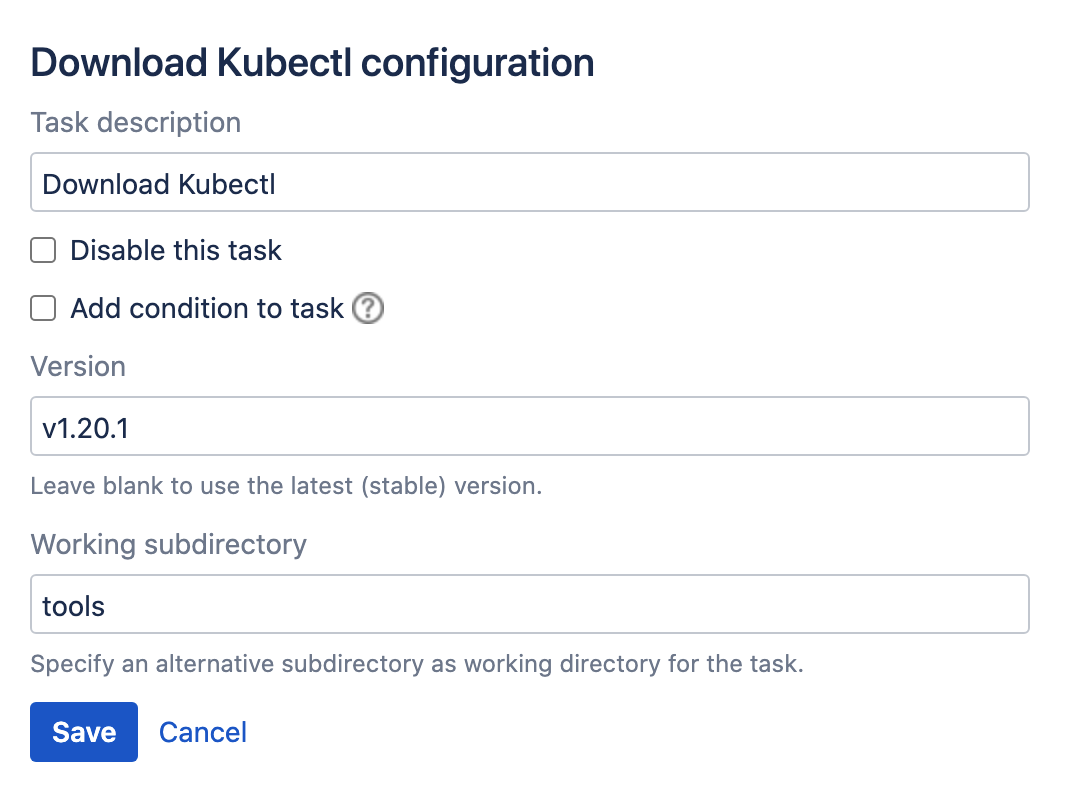 Download Kubectl configuration
Task description
Download Kubectl
Disable this task
Add condition to task ?
Version
v1.20.1
Leave blank to use the latest (stable) version.
Working subdirectory
tools
Specify an alternative subdirectory as working directory for the task.
Save Cancel